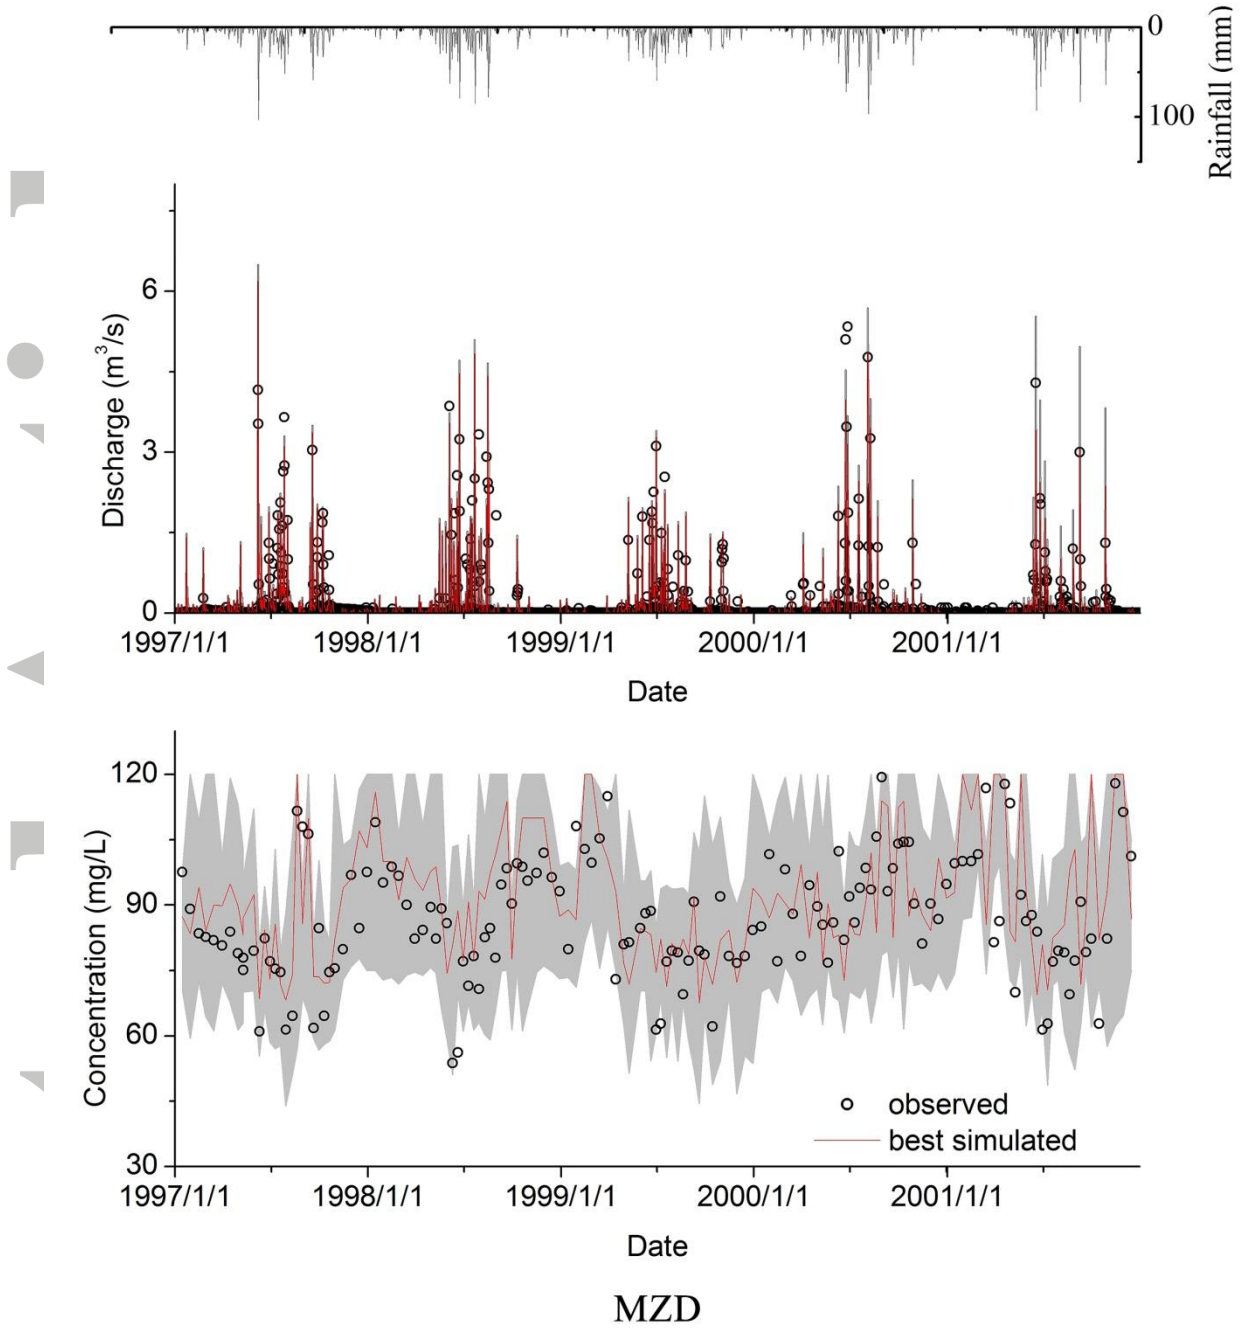 0
100
Rainfall (mm)
6
3
0
Discharge (m³/s)
1997/1/1 1998/1/1 1999/1/1 2000/1/1 2001/1/1
Date
120
90
60
30
Concentration (mg/L)
observed
best simulated
1997/1/1 1998/1/1 1999/1/1 2000/1/1 2001/1/1
Date
MZD